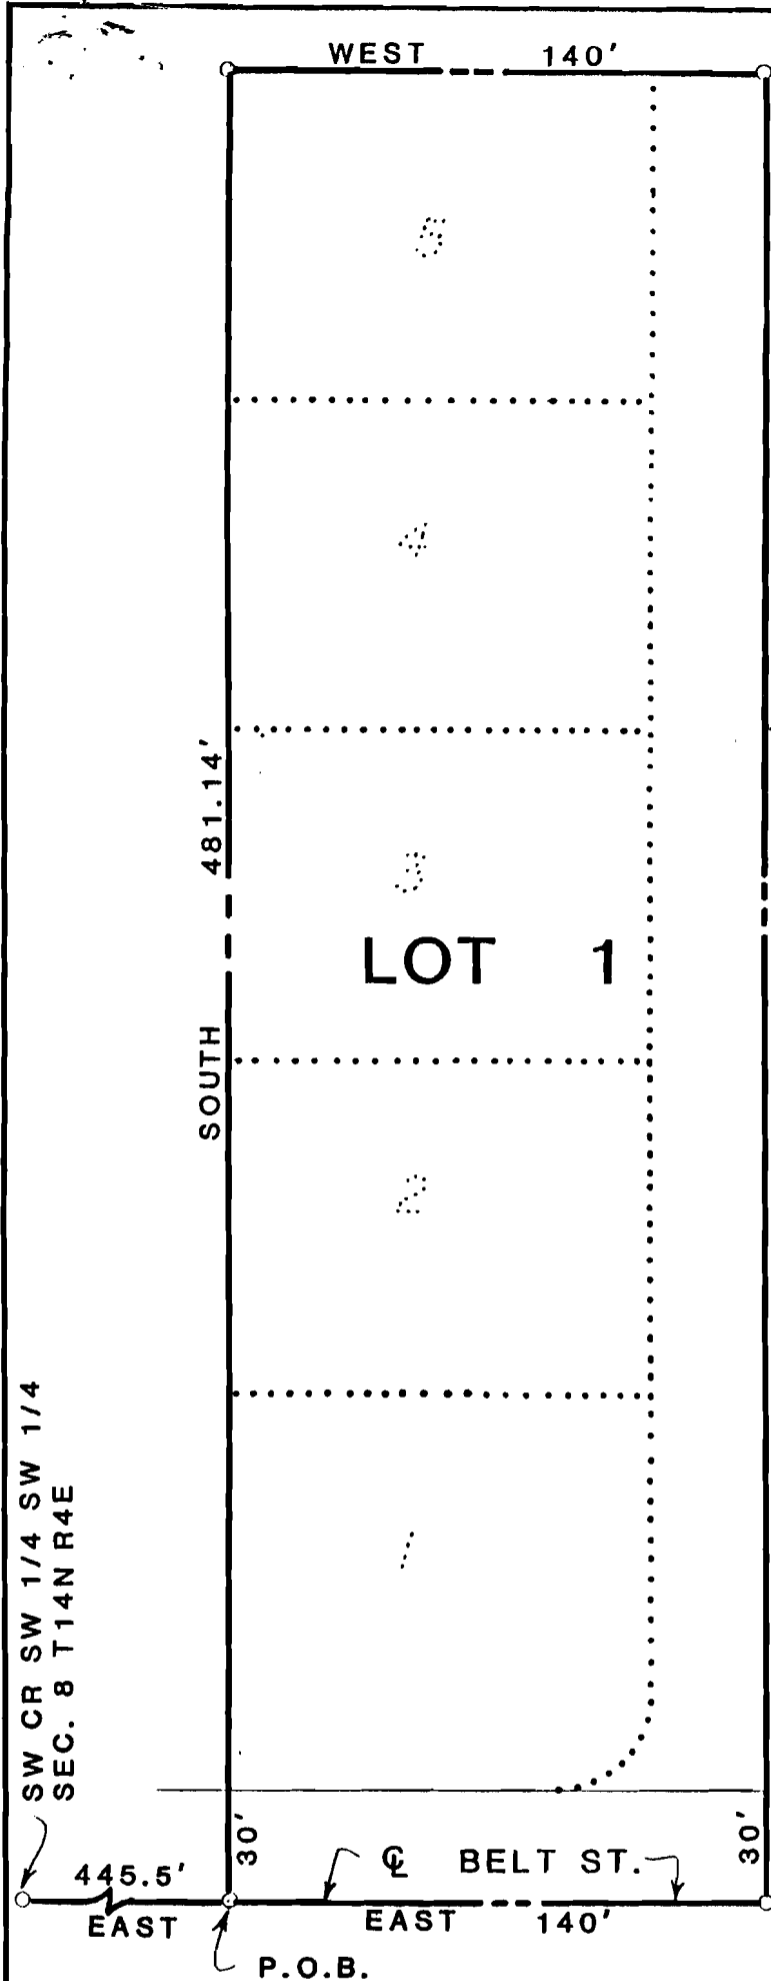 WEST 140'
5
4
481.14'
SOUTH
3
LOT 1
2
1
SW CR SW 1/4 SW 1/4
SEC. 8 T14N R4E
30'
30'
445.5'
EAST
℄ BELT ST.
EAST 140'
P.O.B.